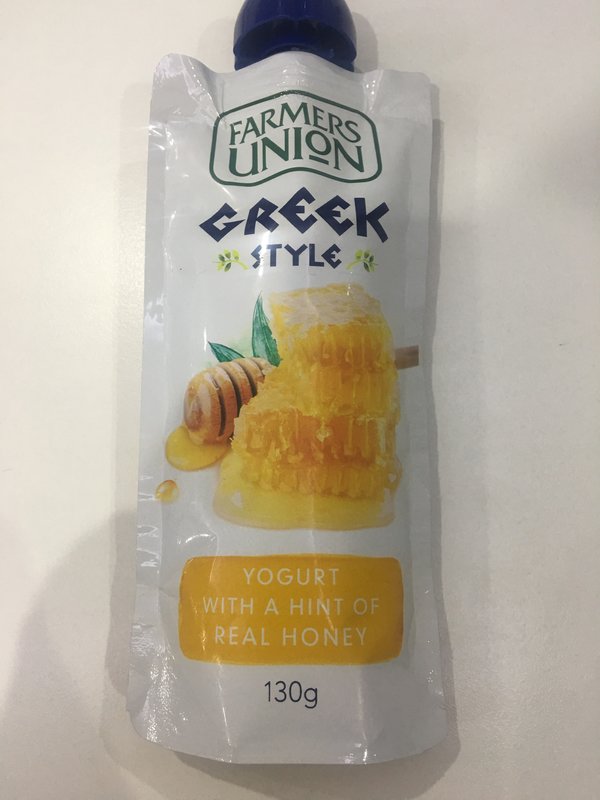 FARMERS
UNION
GREEK
STYLE
YOGURT
WITH A HINT OF
REAL HONEY
130g